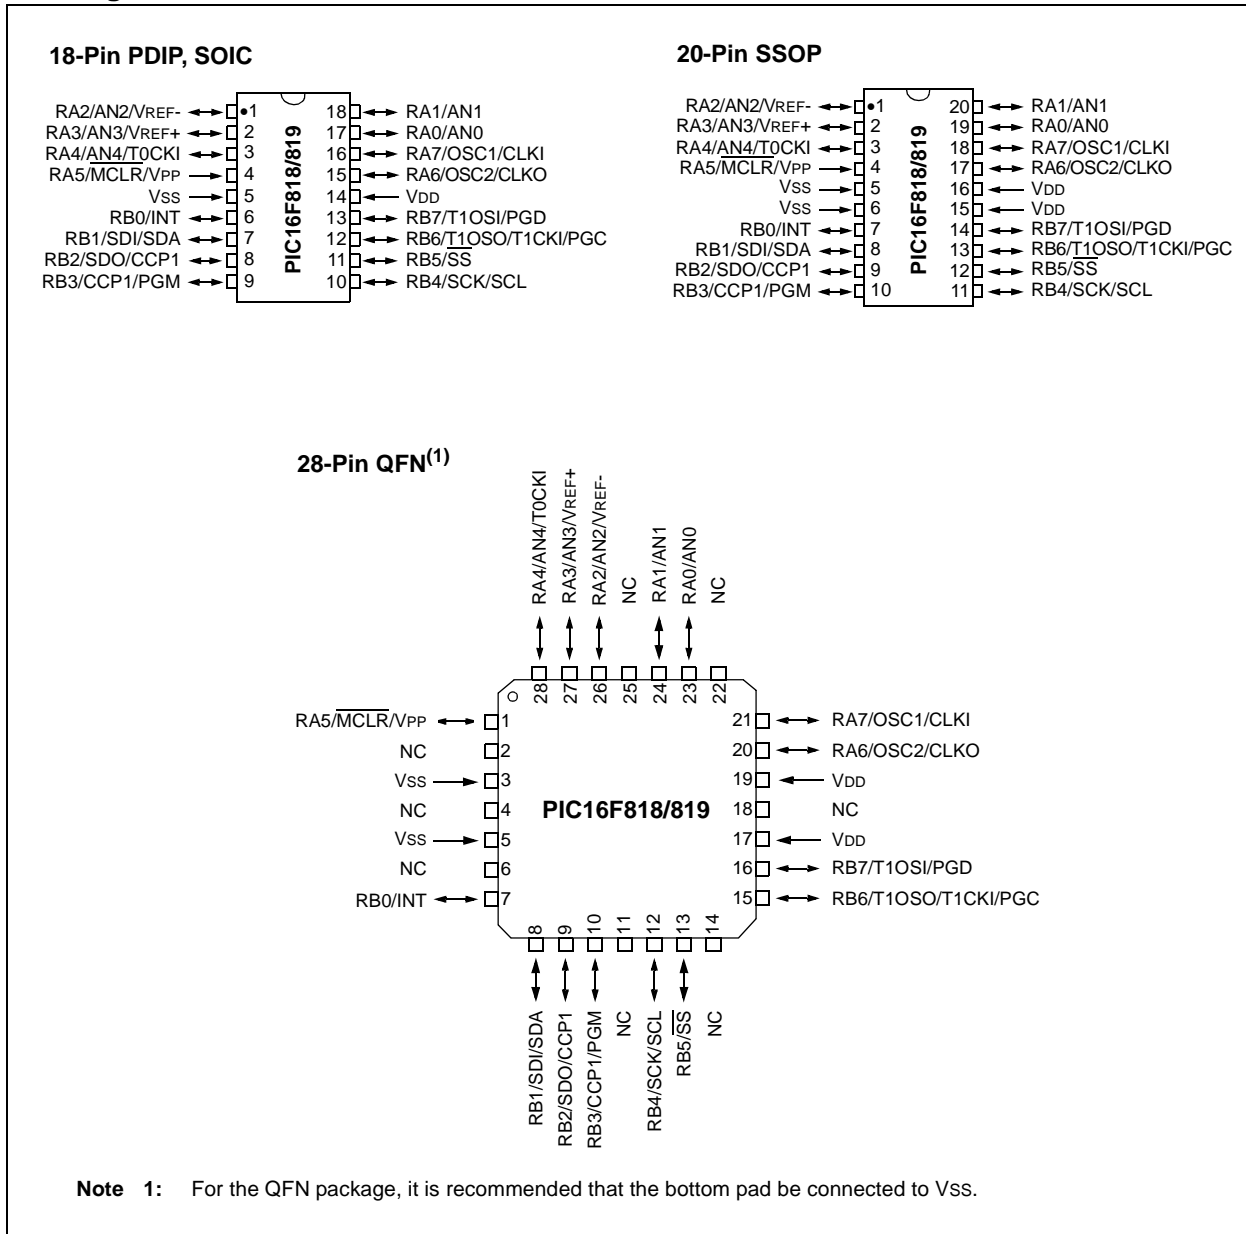 18-Pin PDIP, SOIC
RA2/AN2/VREF- 1 18 RA1/AN1
RA3/AN3/VREF+ 2 17 RA0/AN0
RA4/AN4/T0CKI 3 16 RA7/OSC1/CLKI
RA5/MCLR/VPP 4 15 RA6/OSC2/CLKO
VSS 5 14 VDD
RB0/INT 6 13 RB7/T1OSI/PGD
RB1/SDI/SDA 7 12 RB6/T1OSO/T1CKI/PGC
RB2/SDO/CCP1 8 11 RB5/SS
RB3/CCP1/PGM 9 10 RB4/SCK/SCL
PIC16F818/819
20-Pin SSOP
RA2/AN2/VREF- 1 20 RA1/AN1
RA3/AN3/VREF+ 2 19 RA0/AN0
RA4/AN4/T0CKI 3 18 RA7/OSC1/CLKI
RA5/MCLR/VPP 4 17 RA6/OSC2/CLKO
VSS 5 16 VDD
VSS 6 15 VDD
RB0/INT 7 14 RB7/T1OSI/PGD
RB1/SDI/SDA 8 13 RB6/T1OSO/T1CKI/PGC
RB2/SDO/CCP1 9 12 RB5/SS
RB3/CCP1/PGM 10 11 RB4/SCK/SCL
PIC16F818/819
28-Pin QFN(1)
RA4/AN4/T0CKI
RA3/AN3/VREF+
RA2/AN2/VREF-
NC
RA1/AN1
RA0/AN0
NC
28 27 26 25 24 23 22
RA5/MCLR/VPP 1 21 RA7/OSC1/CLKI
NC 2 20 RA6/OSC2/CLKO
VSS 3 19 VDD
NC 4 PIC16F818/819 18 NC
VSS 5 17 VDD
NC 6 16 RB7/T1OSI/PGD
RB0/INT 7 15 RB6/T1OSO/T1CKI/PGC
8 9 10 11 12 13 14
RB1/SDI/SDA
RB2/SDO/CCP1
RB3/CCP1/PGM
NC
RB4/SCK/SCL
RB5/SS
NC
Note 1: For the QFN package, it is recommended that the bottom pad be connected to VSS.